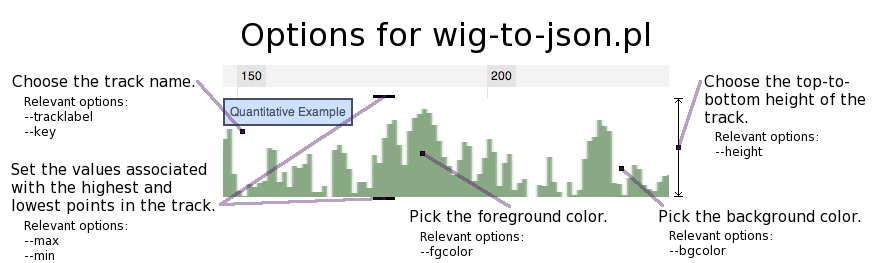 Options for wig-to-json.pl
150
200
Choose the track name.
Relevant options:
--tracklabel
--key
Quantitative Example
Choose the top-to-
bottom height of the
track.
Relevant options:
--height
Set the values associated
with the highest and
lowest points in the track.
Relevant options:
--max
--min
Pick the foreground color.
Relevant options:
--fgcolor
Pick the background color.
Relevant options:
--bgcolor